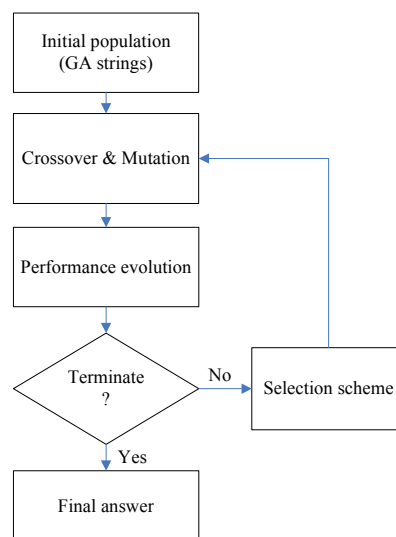 Initial population
(GA strings)
Crossover & Mutation
Performance evolution
Terminate
?
No
Selection scheme
Yes
Final answer